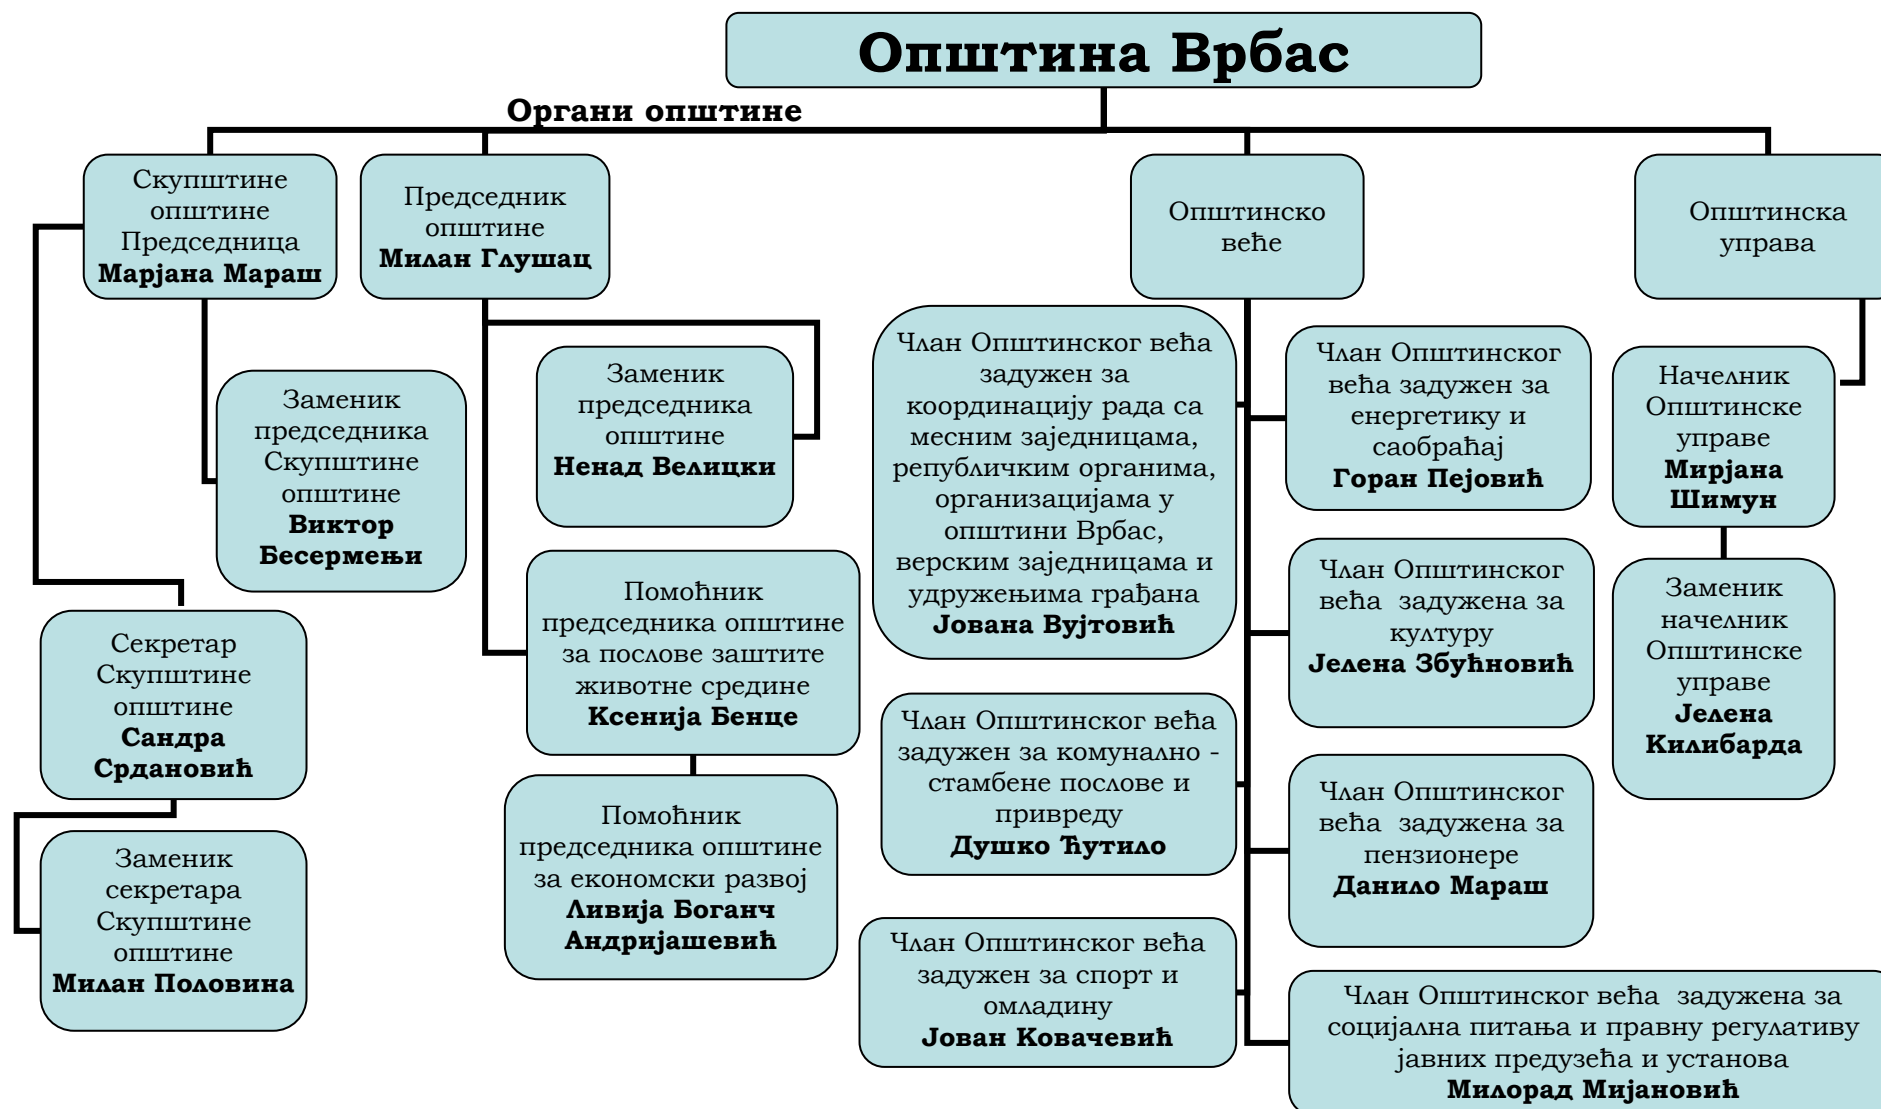 Општина Врбас
Органи општине
Скупштине
општине
Председница
Марјана Мараш
Председник
општине
Милан Глушац
Општинско
веће
Општинска
управа
Заменик
председника
Скупштине
општине
Виктор
Бесермењи
Секретар
Скупштине
општине
Сандра
Срдановић
Заменик
секретара
Скупштине
општине
Милан Половина
Заменик
председника
општине
Ненад Велицки
Помоћник
председника општине
за послове заштите
животне средине
Ксенија Бенце
Помоћник
председника општине
за економски развој
Ливија Боганч
Андријашевић
Члан Општинског већа
задужен за
координацију рада са
месним заједницама,
републичким органима,
организацијама у
општини Врбас,
верским заједницама и
удружењима грађана
Јована Вујтовић
Члан Општинског већа
задужен за комунално -
стамбене послове и
привреду
Душко Ћутило
Члан Општинског већа
задужен за спорт и
омладину
Јован Ковачевић
Члан Општинског
већа задужен за
енергетику и
саобраћај
Горан Пејовић
Члан Општинског
већа  задужена за
културу
Јелена Збућновић
Члан Општинског
већа  задужена за
пензионере
Данило Мараш
Члан Општинског већа  задужена за
социјална питања и правну регулативу
јавних предузећа и установа
Милорад Мијановић
Начелник
Општинске
управе
Мирјана
Шимун
Заменик
начелник
Општинске
управе
Јелена
Килибарда